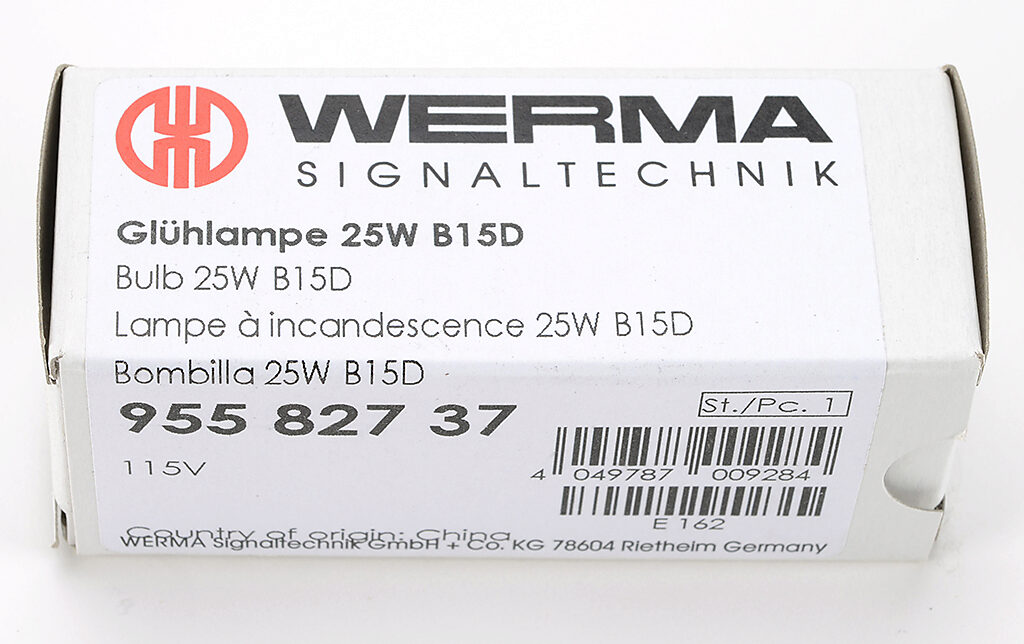 WERMA
SIGNALTECHNIK
Glühlampe 25W B15D
Bulb 25W B15D
Lampe à incandescence 25W B15D
Bombilla 25W B15D
955 827 37
St./Pc. 1
115V
4 049787 009284
E 162
Country of origin: China
WERMA Signaltechnik GmbH + Co. KG 78604 Rietheim Germany